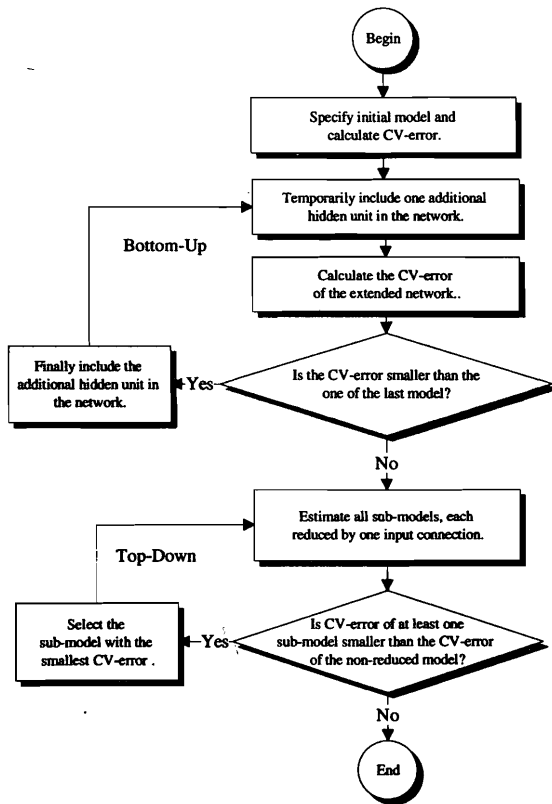 Begin
Specify initial model and
calculate CV-error.
Temporarily include one additional
hidden unit in the network.
Bottom-Up
Calculate the CV-error
of the extended network..
Finally include the
additional hidden unit in
the network.
Yes
Is the CV-error smaller than the
one of the last model?
No
Estimate all sub-models, each
reduced by one input connection.
Top-Down
Select the
sub-model with the
smallest CV-error .
Yes
Is CV-error of at least one
sub-model smaller than the CV-error
of the non-reduced model?
No
End